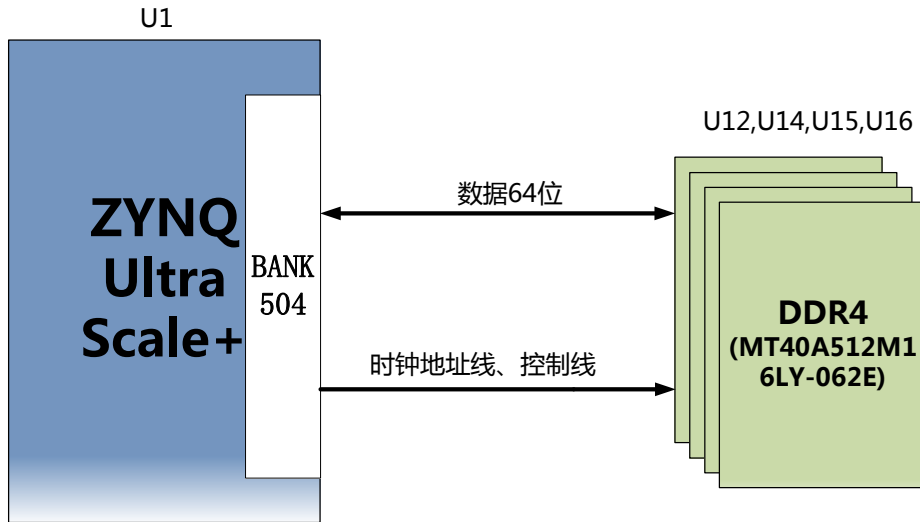 U1
U12,U14,U15,U16
数据64位
ZYNQ
Ultra
Scale+
BANK
504
时钟地址线、控制线
DDR4
(MT40A512M1
6LY-062E)